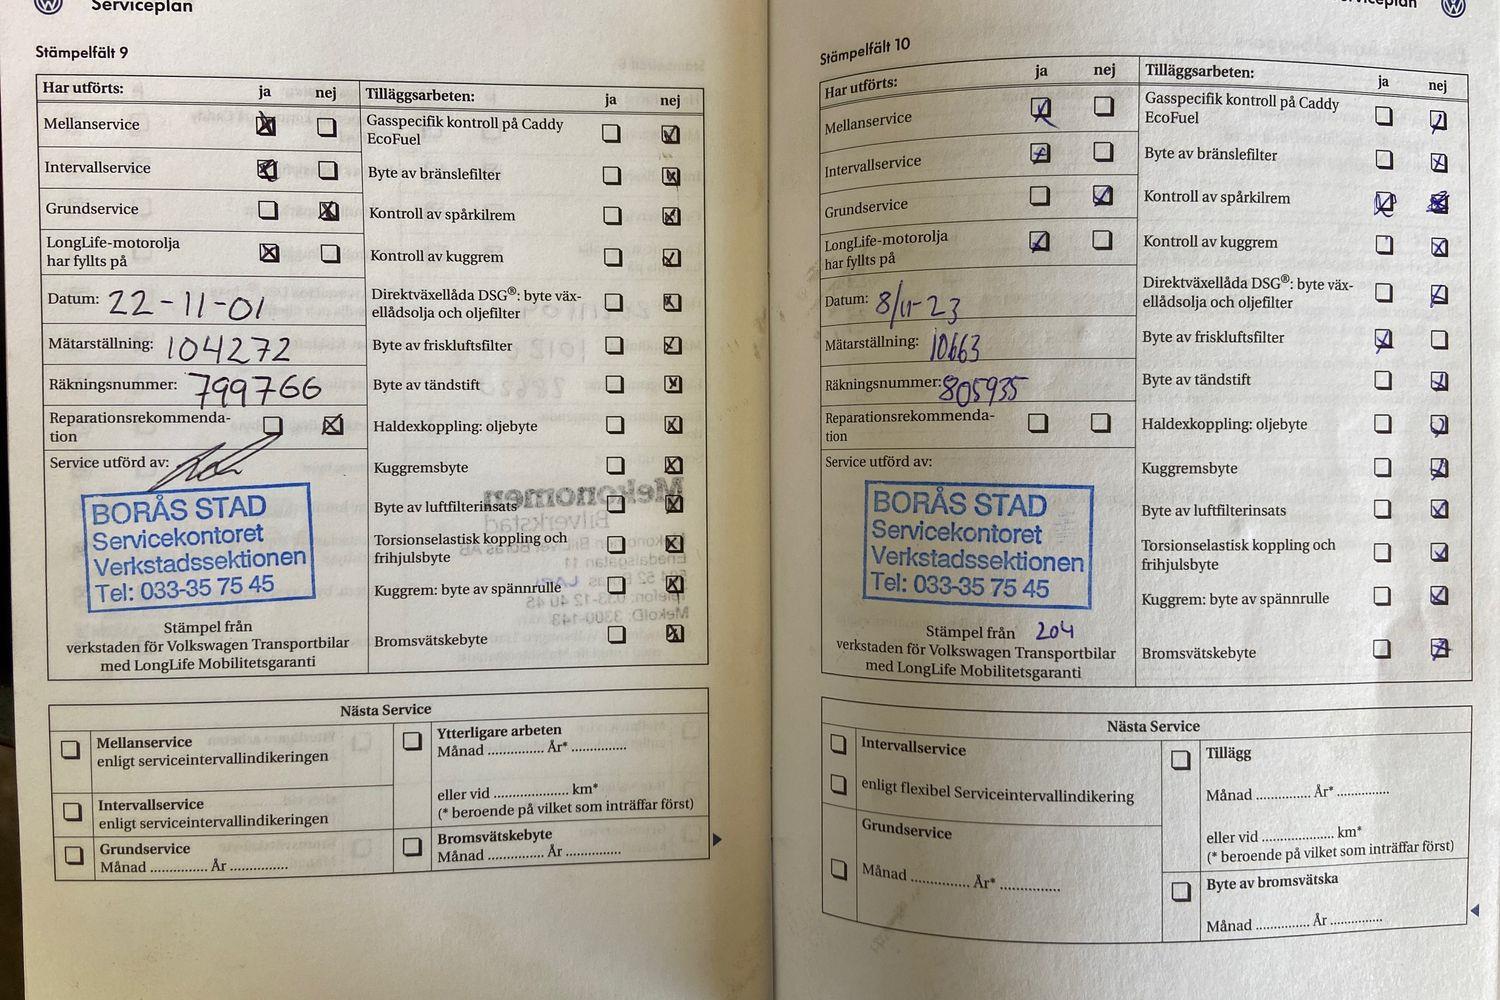 Serviceplan
Stämpelfält 9
Har utförts: ja nej
Mellanservice
Intervallservice
Grundservice
LongLife-motorolja
har fyllts på
Datum: 22-11-01
Mätarställning: 104272
Räkningsnummer: 799766
Reparationsrekommenda-
tion
Service utförd av:
BORÅS STAD
Servicekontoret
Verkstadssektionen
Tel: 033-35 75 45
Stämpel från
verkstaden för Volkswagen Transportbilar
med LongLife Mobilitetsgaranti
Tilläggsarbeten: ja nej
Gasspecifik kontroll på Caddy
EcoFuel
Byte av bränslefilter
Kontroll av spårkilrem
Kontroll av kuggrem
Direktväxellåda DSG®: byte väx-
ellådsolja och oljefilter
Byte av friskluftsfilter
Byte av tändstift
Haldexkoppling: oljebyte
Kuggremsbyte
Byte av luftfilterinsats
Torsionselastisk koppling och
frihjulsbyte
Kuggrem: byte av spännrulle
Bromsvätskebyte
Nästa Service
Mellanservice
enligt serviceintervallindikeringen
Intervallservice
enligt serviceintervallindikeringen
Grundservice
Månad .............. År ..............
Ytterligare arbeten
Månad .............. År* ..............
eller vid .................... km*
(* beroende på vilket som inträffar först)
Bromsvätskebyte
Månad .............. År ..............
Serviceplan
Stämpelfält 10
Har utförts: ja nej
Mellanservice
Intervallservice
Grundservice
LongLife-motorolja
har fyllts på
Datum: 8/11-23
Mätarställning: 10663
Räkningsnummer: 805935
Reparationsrekommenda-
tion
Service utförd av:
BORÅS STAD
Servicekontoret
Verkstadssektionen
Tel: 033-35 75 45
Stämpel från 204
verkstaden för Volkswagen Transportbilar
med LongLife Mobilitetsgaranti
Tilläggsarbeten: ja nej
Gasspecifik kontroll på Caddy
EcoFuel
Byte av bränslefilter
Kontroll av spårkilrem
Kontroll av kuggrem
Direktväxellåda DSG®: byte väx-
ellådsolja och oljefilter
Byte av friskluftsfilter
Byte av tändstift
Haldexkoppling: oljebyte
Kuggremsbyte
Byte av luftfilterinsats
Torsionselastisk koppling och
frihjulsbyte
Kuggrem: byte av spännrulle
Bromsvätskebyte
Nästa Service
Intervallservice
enligt flexibel Serviceintervallindikering
Grundservice
Månad .............. År* ..............
Tillägg
Månad .............. År* ..............
eller vid .................... km*
(* beroende på vilket som inträffar först)
Byte av bromsvätska
Månad .............. År ..............